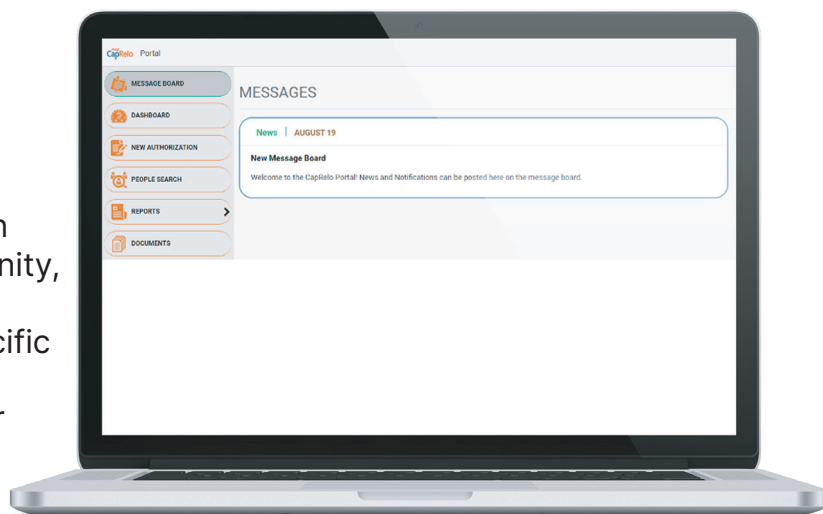 my
CapRelo Portal
MESSAGE BOARD
DASHBOARD
NEW AUTHORIZATION
PEOPLE SEARCH
REPORTS
DOCUMENTS
MESSAGES
News | AUGUST 19
New Message Board
Welcome to the CapRelo Portal! News and Notifications can be posted here on the message board.
nity,
cific